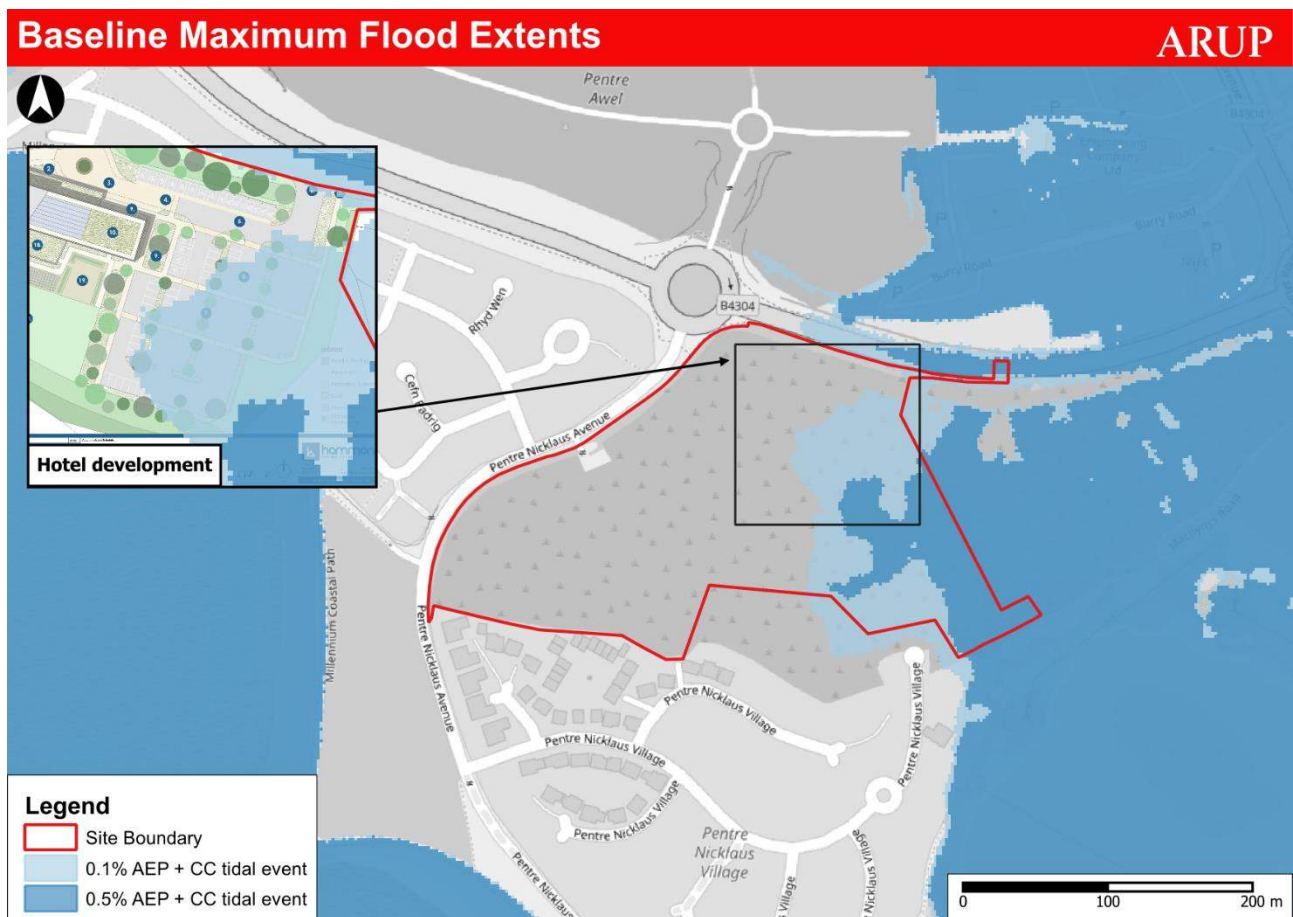 Baseline Maximum Flood Extents
ARUP
Pentre
Awel
B4304
Burry Road
Burry Road
B4304
Rhyd Wen
Cefn Padrig
Pentre Nicklaus Avenue
Hotel development
Millennium Coastal Path
Pentre Nicklaus Avenue
Pentre Nicklaus Village
Pentre Nicklaus Village
Pentre Nicklaus Village
Pentre Nicklaus Village
Pentre Nicklaus Village
Pentre
Nicklaus
Village
Legend
Site Boundary
0.1% AEP + CC tidal event
0.5% AEP + CC tidal event
0 100 200 m